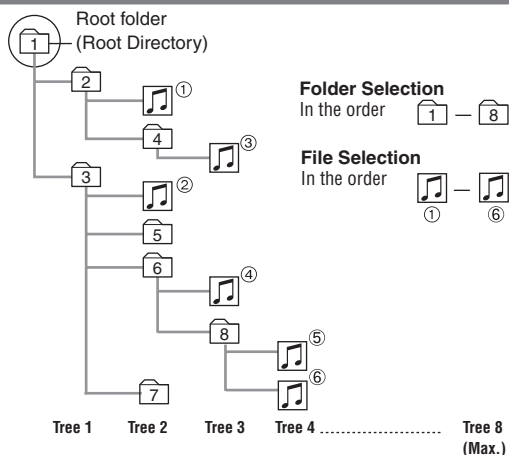 Root folder
(Root Directory)
1
2
①
4
③
3
②
5
6
④
8
⑤
⑥
7
Folder Selection
In the order 1 — 8
File Selection
In the order —
① ⑥
Tree 1 Tree 2 Tree 3 Tree 4 ........................ Tree 8
(Max.)